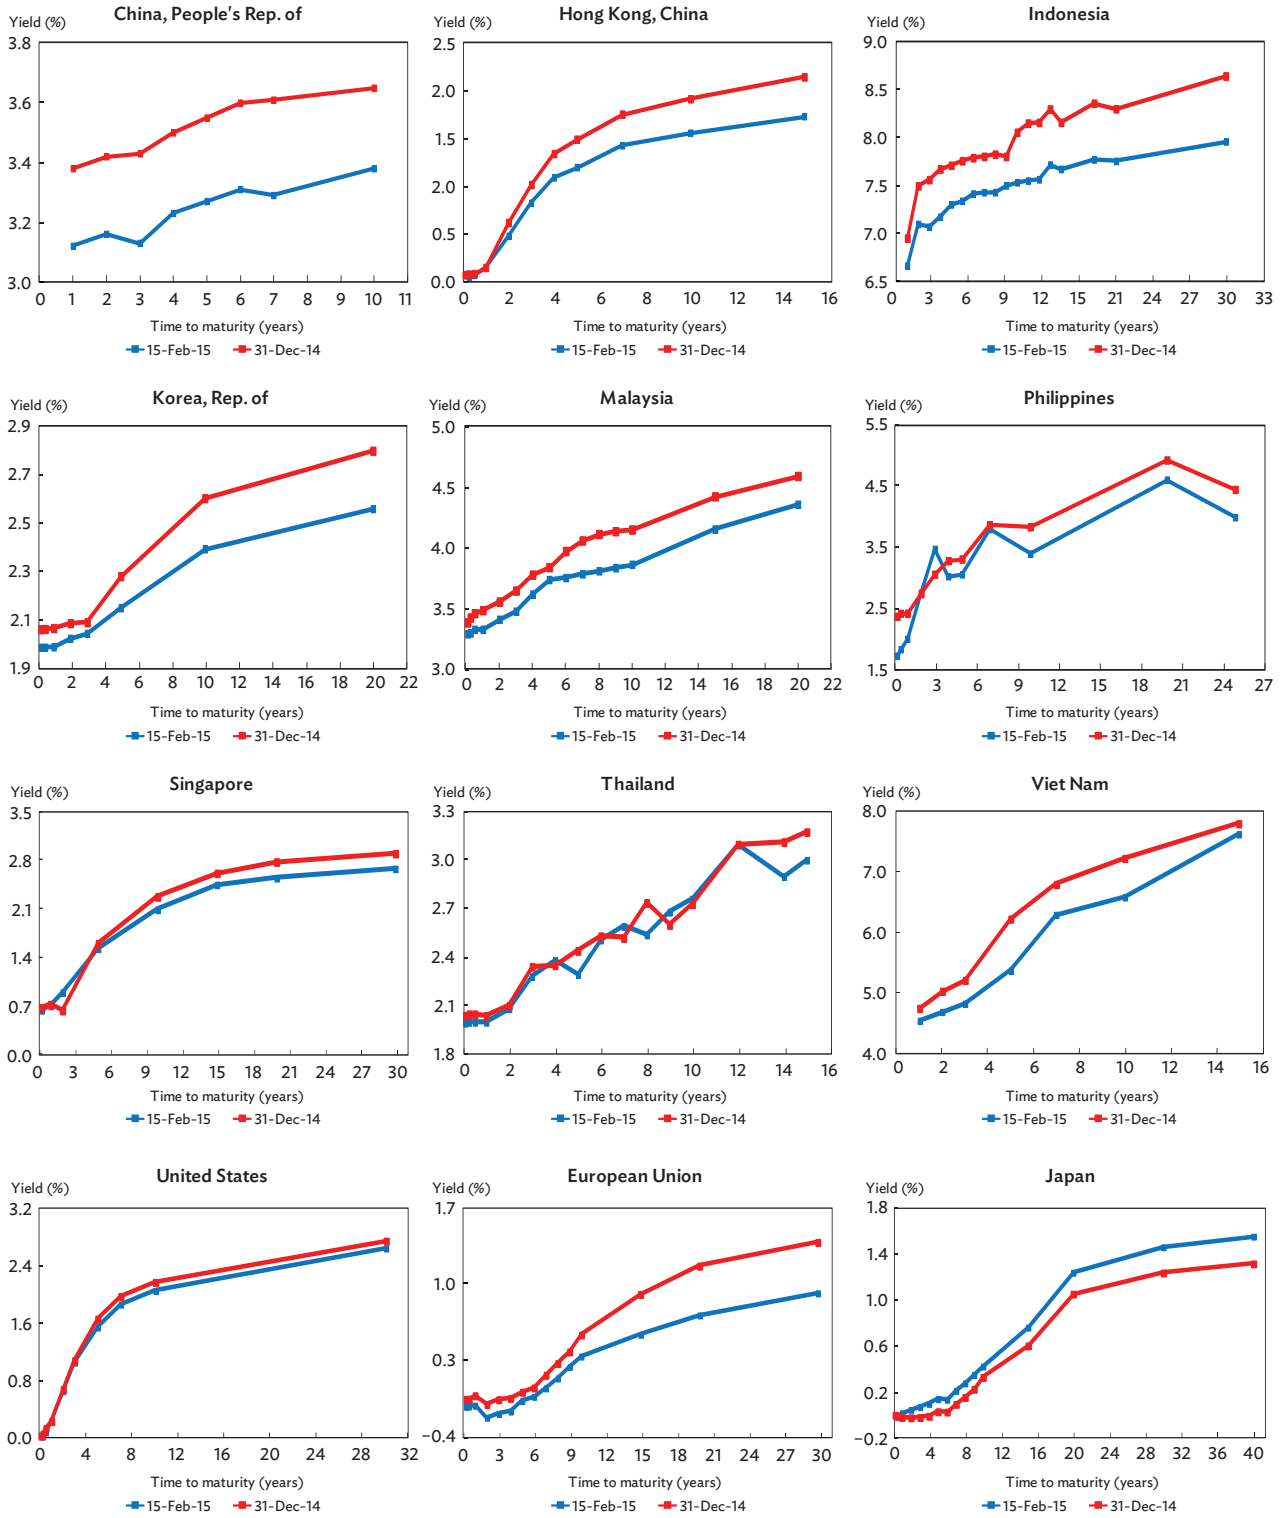 China, People's Rep. of
Yield (%)
3.8
3.6
3.4
3.2
3.0
0 1 2 3 4 5 6 7 8 9 10 11
Time to maturity (years)
15-Feb-15 31-Dec-14
Hong Kong, China
Yield (%)
2.5
2.0
1.5
2.0
0.5
0.0
0 2 4 6 8 10 12 14 16
Time to maturity (years)
15-Feb-15 31-Dec-14
Indonesia
Yield (%)
9.0
8.5
8.0
7.5
7.0
6.5
0 3 6 9 12 15 12 24 27 30 33
Time to maturity (years)
15-Feb-15 31-Dec-14
Korea, Rep. of
Yield (%)
2.9
2.7
2.5
2.3
2.1
1.9
0 2 4 6 8 10 12 14 16 18 20 22
Time to maturity (years)
15-Feb-15 31-Dec-14
Malaysia
Yield (%)
5.0
4.5
4.0
3.5
3.0
0 2 4 6 8 10 12 14 16 18 20 22
Time to maturity (years)
15-Feb-15 31-Dec-14
Philippines
Yield (%)
5.5
4.5
3.5
2.5
1.5
0 3 6 9 12 15 18 21 24 27
Time to maturity (years)
15-Feb-15 31-Dec-14
Singapore
Yield (%)
3.5
2.8
2.1
1.4
0.7
0.0
0 3 6 9 12 15 18 21 24 27 30
Time to maturity (years)
15-Feb-15 31-Dec-14
Thailand
Yield (%)
3.3
3.0
2.7
2.4
2.1
1.8
0 2 4 6 8 10 12 14 16
Time to maturity (years)
15-Feb-15 31-Dec-14
Viet Nam
Yield (%)
8.0
7.0
6.0
5.0
4.0
0 2 4 6 8 10 12 14 16
Time to maturity (years)
15-Feb-15 31-Dec-14
United States
Yield (%)
3.2
2.4
1.6
0.8
0.0
0 4 8 12 16 20 24 28 32
Time to maturity (years)
15-Feb-15 31-Dec-14
European Union
Yield (%)
1.7
1.0
0.3
−0.4
0 3 6 9 12 15 18 21 24 27 30
Time to maturity (years)
15-Feb-15 31-Dec-14
Japan
Yield (%)
1.8
1.4
1.0
0.6
0.2
−0.2
0 4 8 12 16 20 24 28 32 36 40
Time to maturity (years)
15-Feb-15 31-Dec-14